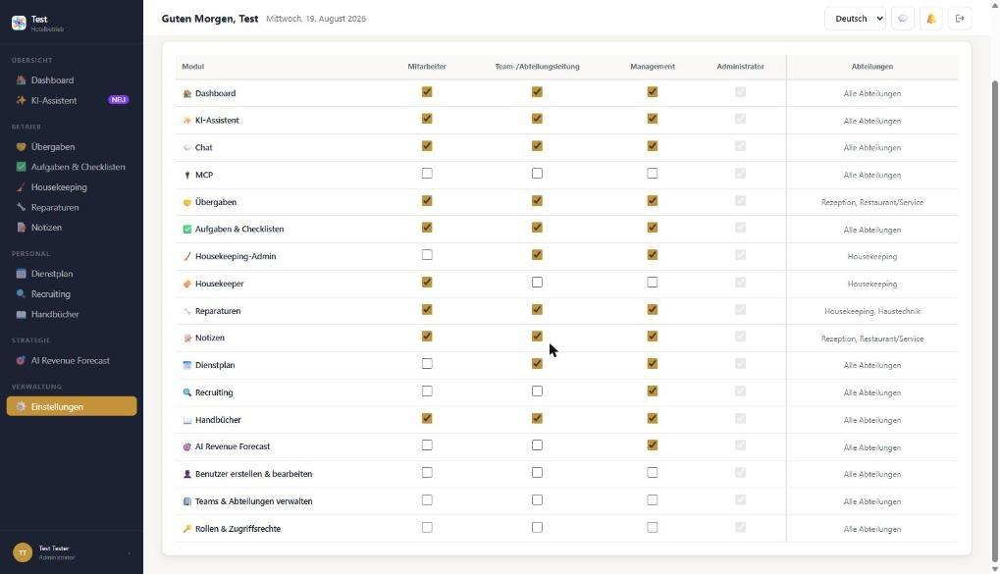 Test
Hotelbetrieb
ÜBERSICHT
Dashboard
KI-Assistent NEU
BETRIEB
Übergaben
Aufgaben & Checklisten
Housekeeping
Reparaturen
Notizen
PERSONAL
Dienstplan
Recruiting
Handbücher
STRATEGIE
AI Revenue Forecast
VERWALTUNG
Einstellungen
TT
Test Tester
Administrator
Guten Morgen, Test Mittwoch, 19. August 2026
Deutsch
Modul Mitarbeiter Team-/Abteilungsleitung Management Administrator Abteilungen
Dashboard Alle Abteilungen
KI-Assistent Alle Abteilungen
Chat Alle Abteilungen
MCP Alle Abteilungen
Übergaben Rezeption, Restaurant/Service
Aufgaben & Checklisten Alle Abteilungen
Housekeeping-Admin Housekeeping
Housekeeper Housekeeping
Reparaturen Housekeeping, Haustechnik
Notizen Rezeption, Restaurant/Service
Dienstplan Alle Abteilungen
Recruiting Alle Abteilungen
Handbücher Alle Abteilungen
AI Revenue Forecast Alle Abteilungen
Benutzer erstellen & bearbeiten Alle Abteilungen
Teams & Abteilungen verwalten Alle Abteilungen
Rollen & Zugriffsrechte Alle Abteilungen